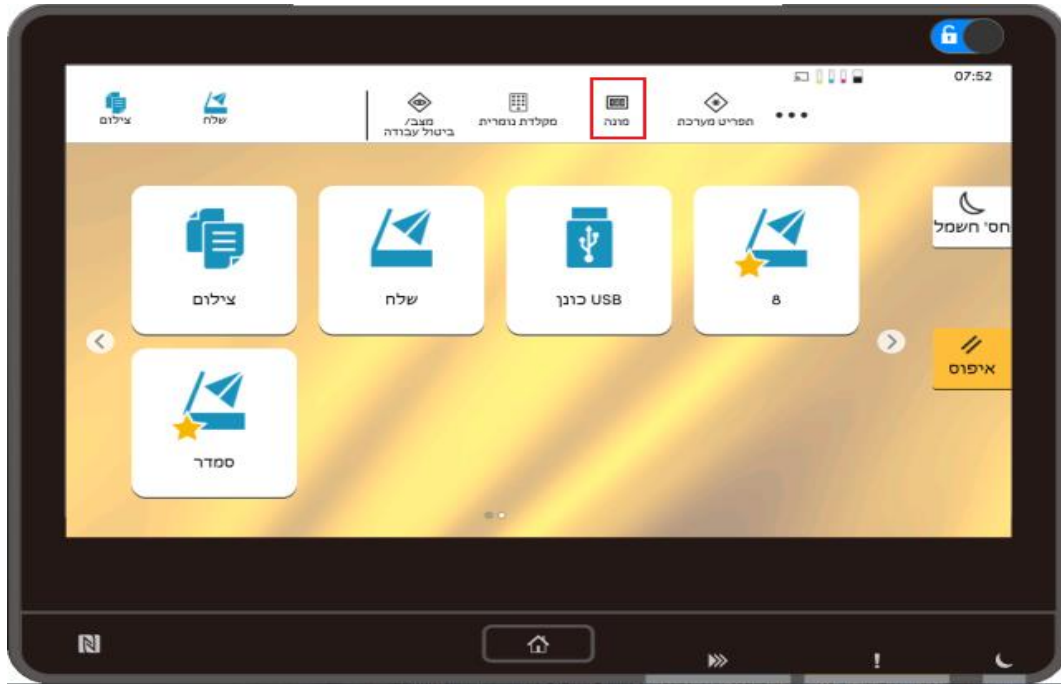 07:52
צילום
שלח
מצב/
ביטול עבודה
מקלדת נומרית
מונה
תפריט מערכת
חס' חשמל
צילום
שלח
כונן USB
8
איפוס
סמדר